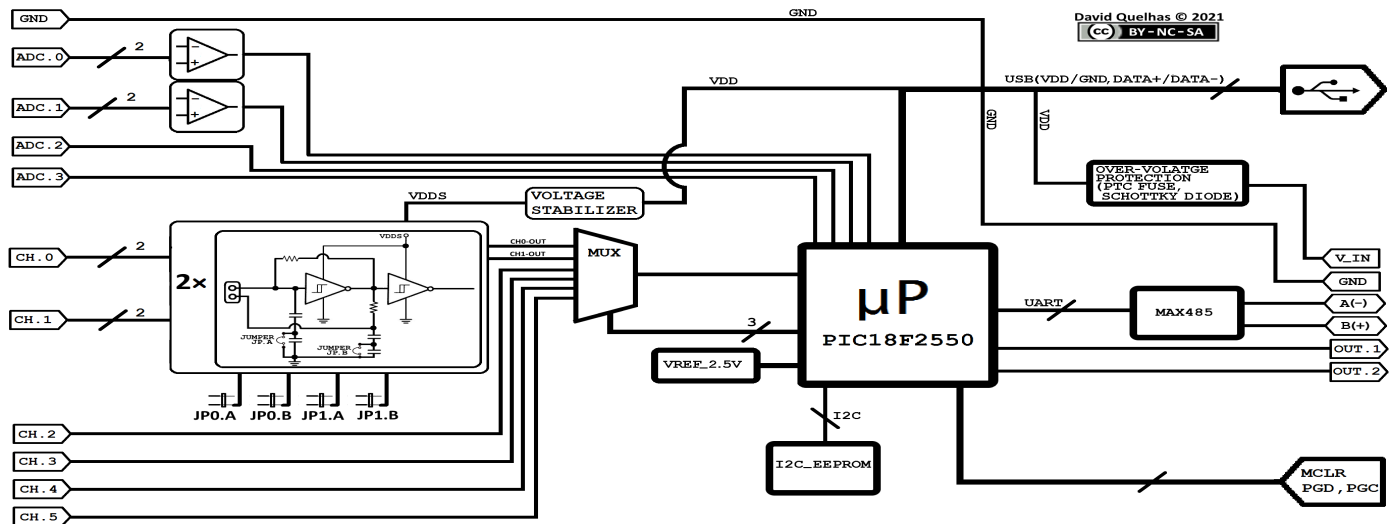 GND
GND
David Quelhas © 2021
cc BY-NC-SA
ADC.0
2
VDD
USB(VDD/GND,DATA+/DATA-)
ADC.1
2
GND
VDD
ADC.2
ADC.3
OVER-VOLATGE
PROTECTION
(PTC FUSE,
SCHOTTKY DIODE)
VDDS
VOLTAGE
STABILIZER
CH.0
2
2×
VDDS
CH0-OUT
CH1-OUT
MUX
V_IN
GND
µP
PIC18F2550
UART
MAX485
A(-)
B(+)
CH.1
2
JUMPER
JP.A
JUMPER
JP.B
3
VREF_2.5V
OUT.1
OUT.2
JP0.A
JP0.B
JP1.A
JP1.B
I2C
CH.2
CH.3
I2C_EEPROM
MCLR
PGD,PGC
CH.4
CH.5